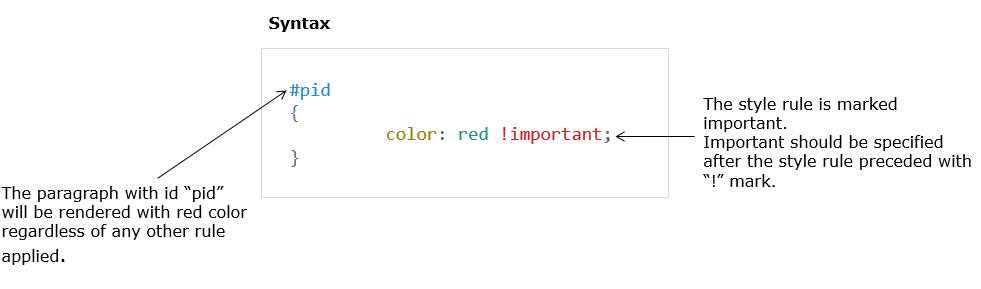 Syntax
#pid
{
color: red !important;
}
The style rule is marked
important.
Important should be specified
after the style rule preceded with
“!” mark.
The paragraph with id “pid”
will be rendered with red color
regardless of any other rule
applied.